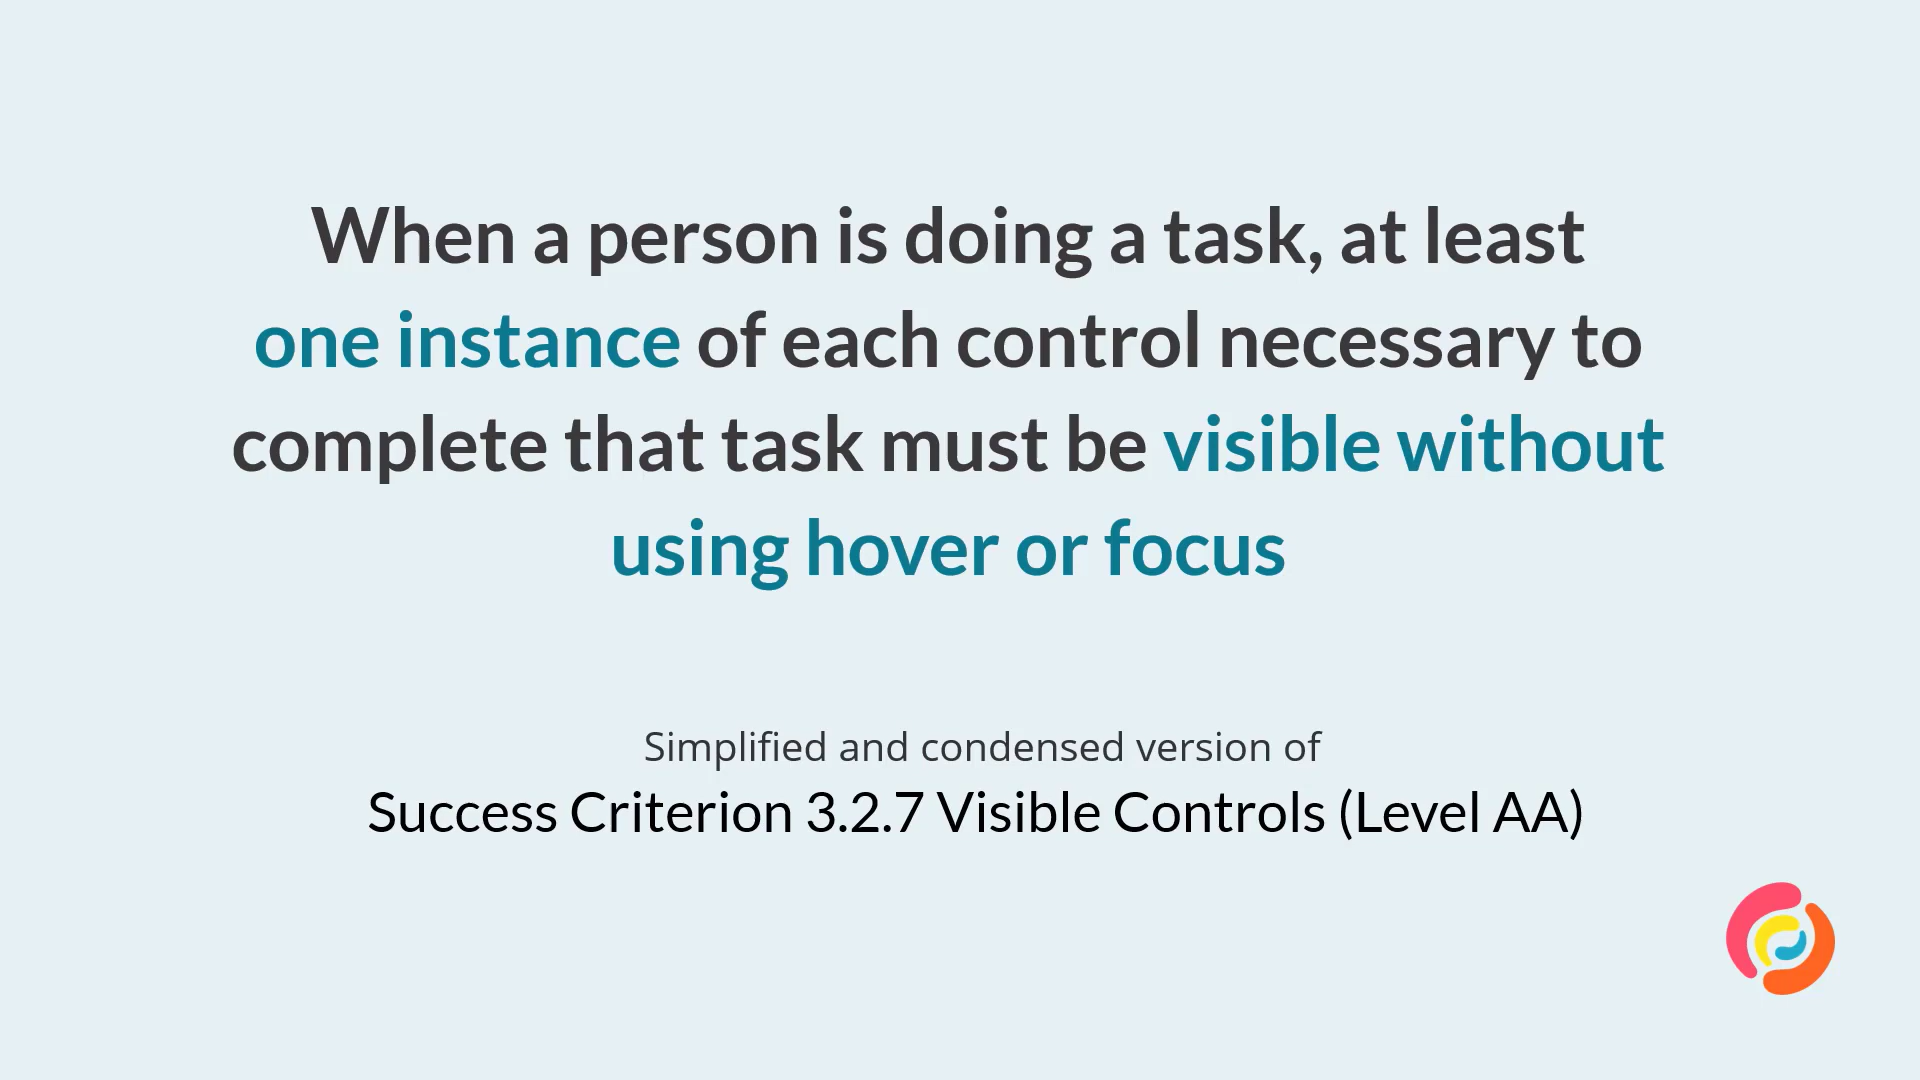 When a person is doing a task, at least
one instance of each control necessary to
complete that task must be visible without
using hover or focus
Simplified and condensed version of
Success Criterion 3.2.7 Visible Controls (Level AA)